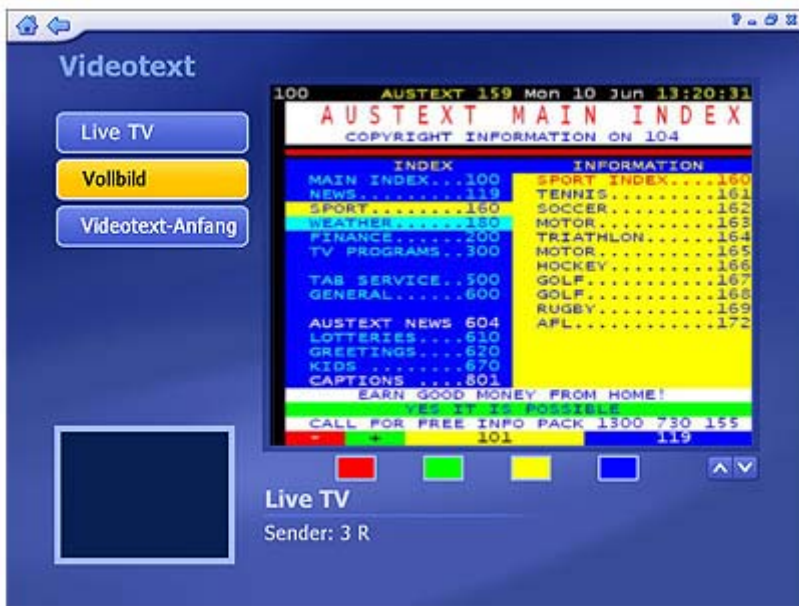 Videotext
Live TV
Vollbild
Videotext-Anfang
100 AUSTEXT 159 Mon 10 Jun 13:20:31
AUSTEXT MAIN INDEX
COPYRIGHT INFORMATION ON 104
INDEX
MAIN INDEX...100
NEWS.........119
SPORT........160
WEATHER......180
FINANCE......200
TV PROGRAMS..300
TAB SERVICE..500
GENERAL......600
AUSTEXT NEWS 604
LOTTERIES....610
GREETINGS....620
KIDS ........670
CAPTIONS ....801
INFORMATION
SPORT INDEX....160
TENNIS.........161
SOCCER.........162
MOTOR..........163
TRIATHLON......164
MOTOR..........165
HOCKEY.........166
GOLF...........167
GOLF...........168
RUGBY..........169
AFL............172
EARN GOOD MONEY FROM HOME!
YES IT IS POSSIBLE
CALL FOR FREE INFO PACK 1300 730 155
- + 101 119
Live TV
Sender: 3 R